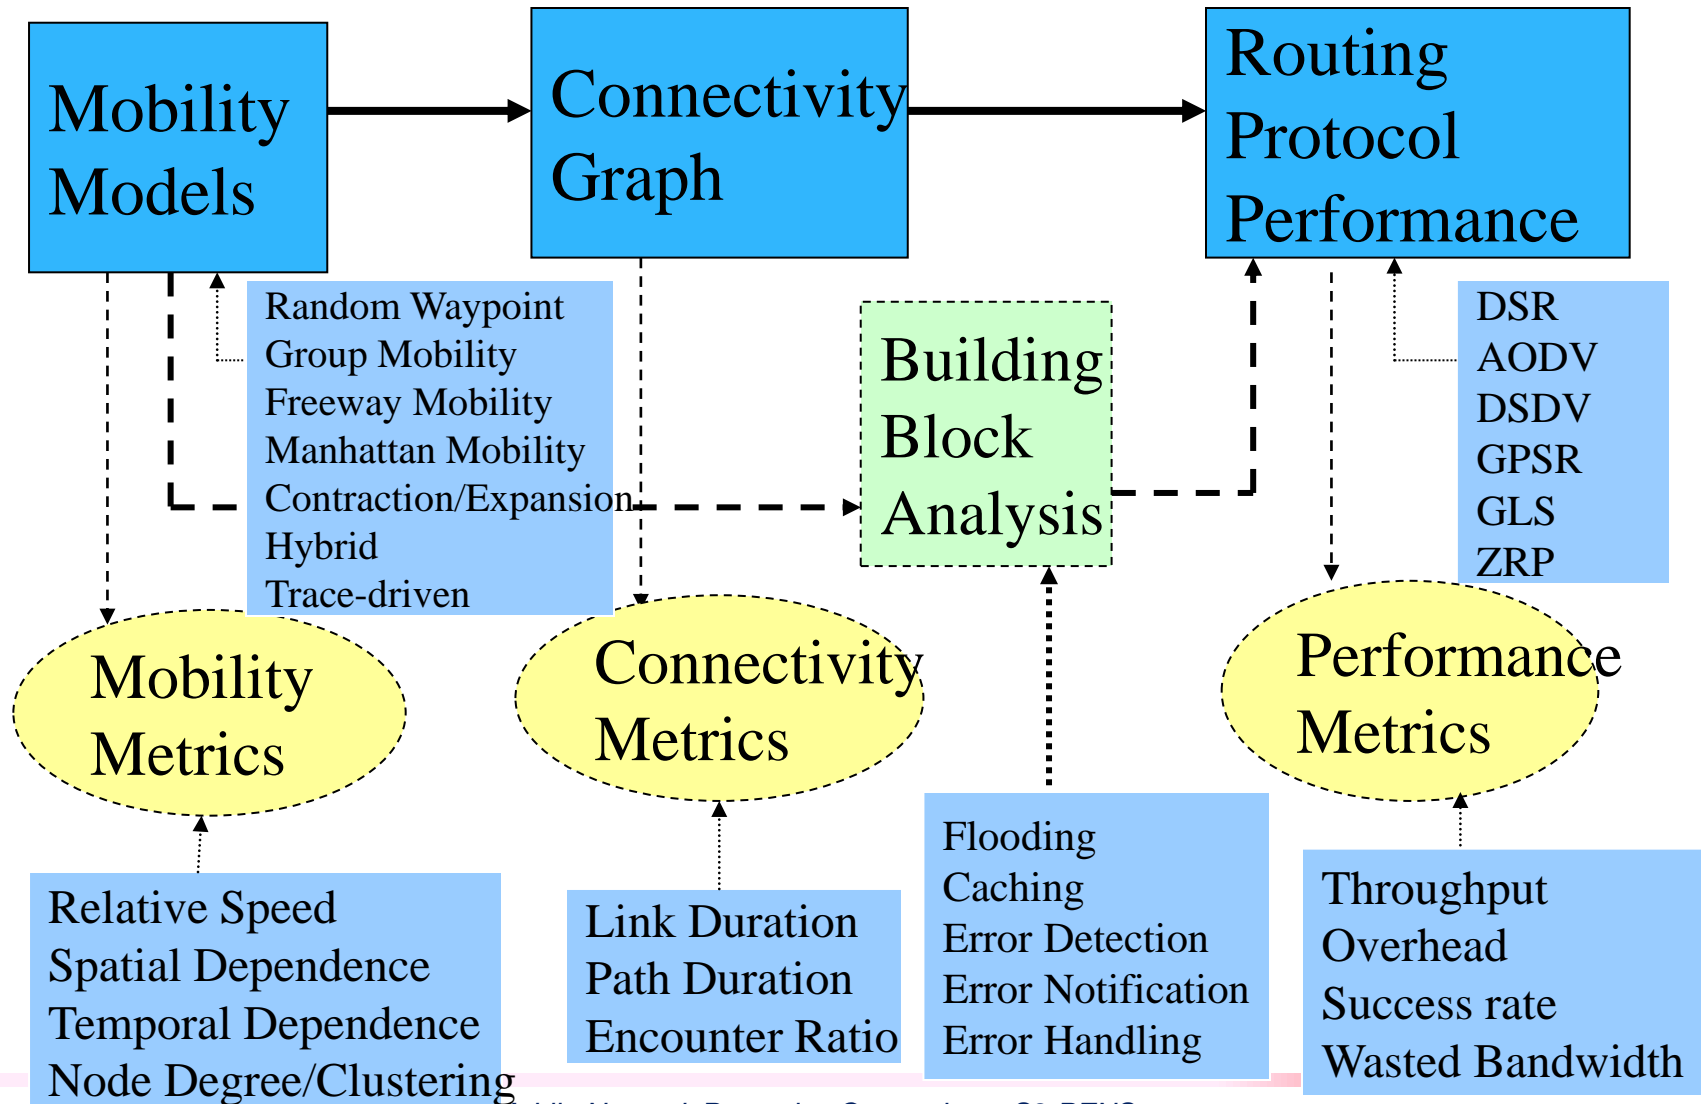 Mobility
Models
Connectivity
Graph
Routing
Protocol
Performance
Random Waypoint
Group Mobility
Freeway Mobility
Manhattan Mobility
Contraction/Expansion
Hybrid
Trace-driven
Building
Block
Analysis
DSR
AODV
DSDV
GPSR
GLS
ZRP
Mobility
Metrics
Connectivity
Metrics
Performance
Metrics
Relative Speed
Spatial Dependence
Temporal Dependence
Node Degree/Clustering
Link Duration
Path Duration
Encounter Ratio
Flooding
Caching
Error Detection
Error Notification
Error Handling
Throughput
Overhead
Success rate
Wasted Bandwidth